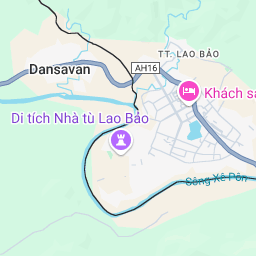 TT. LAO BẢO
Dansavan
AH16
Khách sạ
Di tích Nhà tù Lao Bảo
Sông Xê Pôn